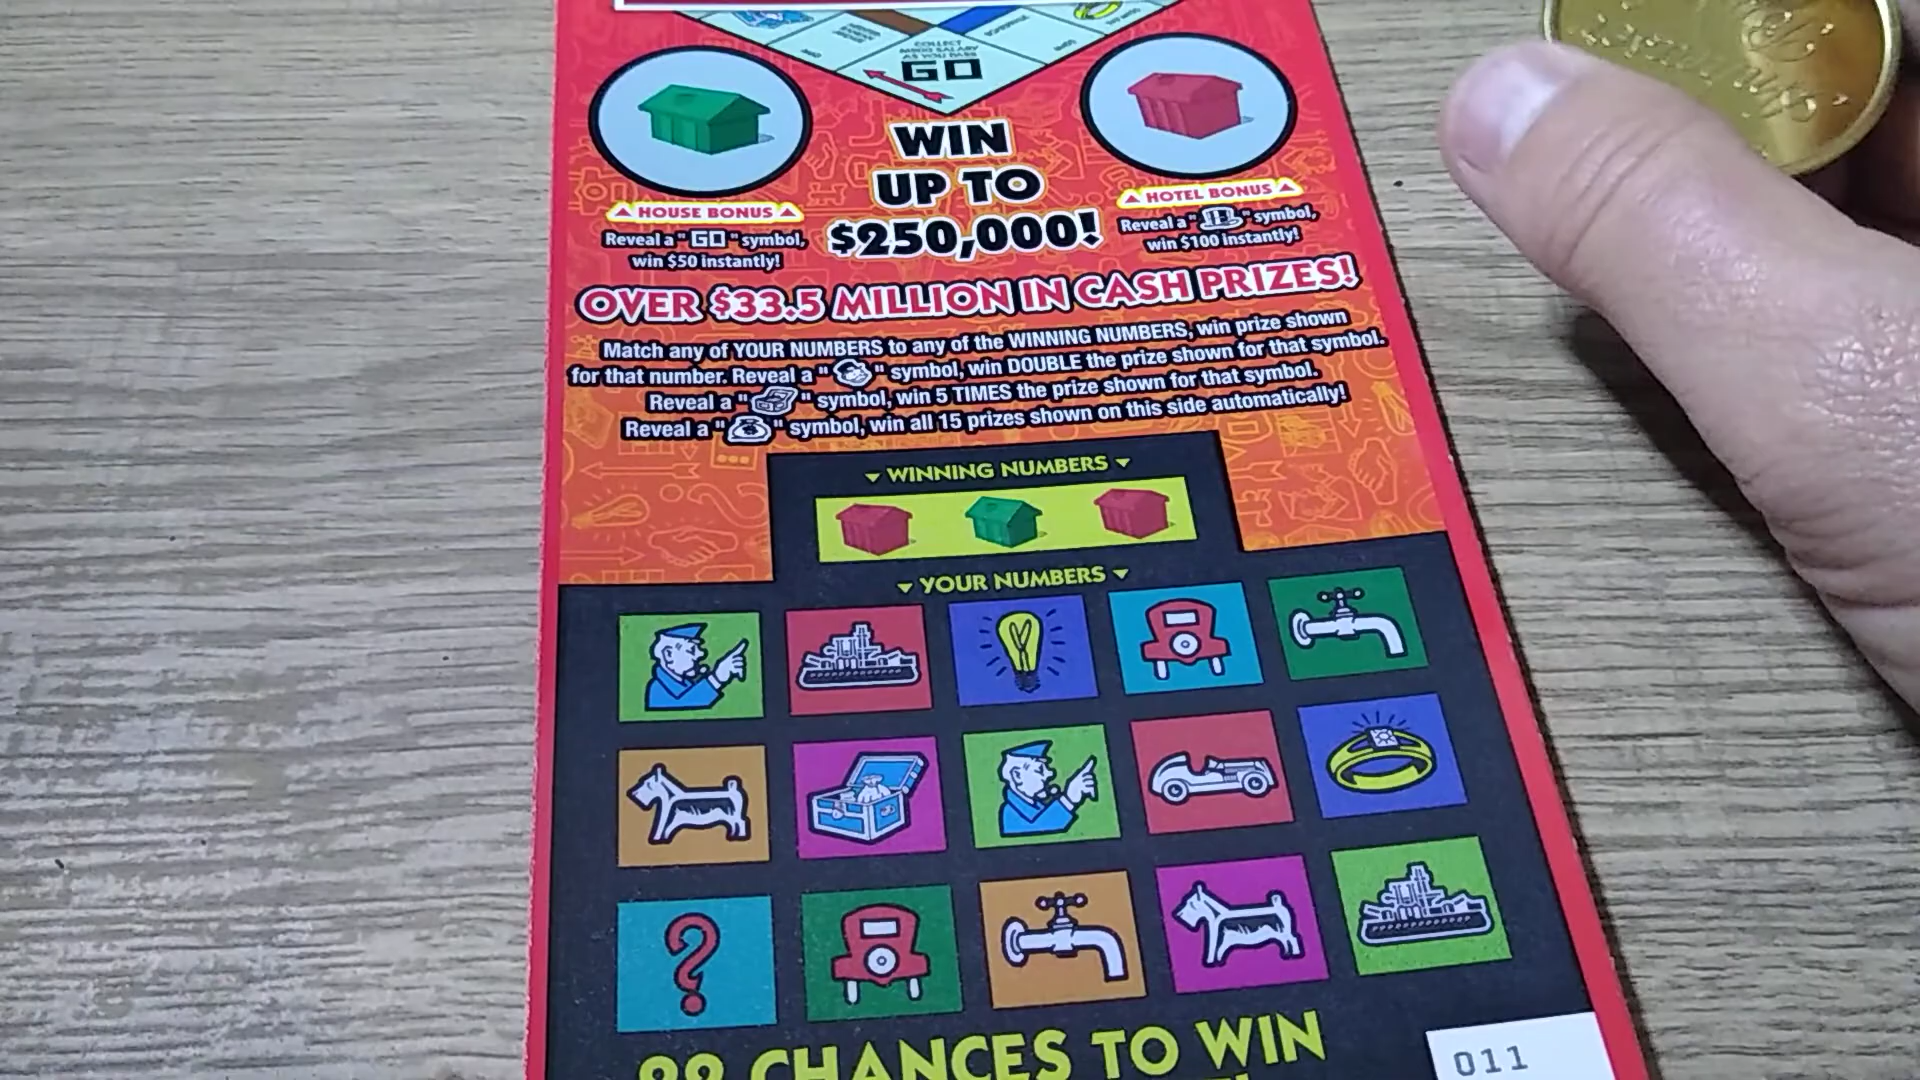 COLLECT
AS YOU PASS
GO
WIN
UP TO
$250,000!
HOUSE BONUS
Reveal a "GO" symbol,
win $50 instantly!
HOTEL BONUS
Reveal a " " symbol,
win $100 instantly!
OVER $33.5 MILLION IN CASH PRIZES!
Match any of YOUR NUMBERS to any of the WINNING NUMBERS, win prize shown
for that number. Reveal a " " symbol, win DOUBLE the prize shown for that symbol.
Reveal a " " symbol, win 5 TIMES the prize shown for that symbol.
Reveal a " " symbol, win all 15 prizes shown on this side automatically!
WINNING NUMBERS
YOUR NUMBERS
?
CHANCES TO WIN
011